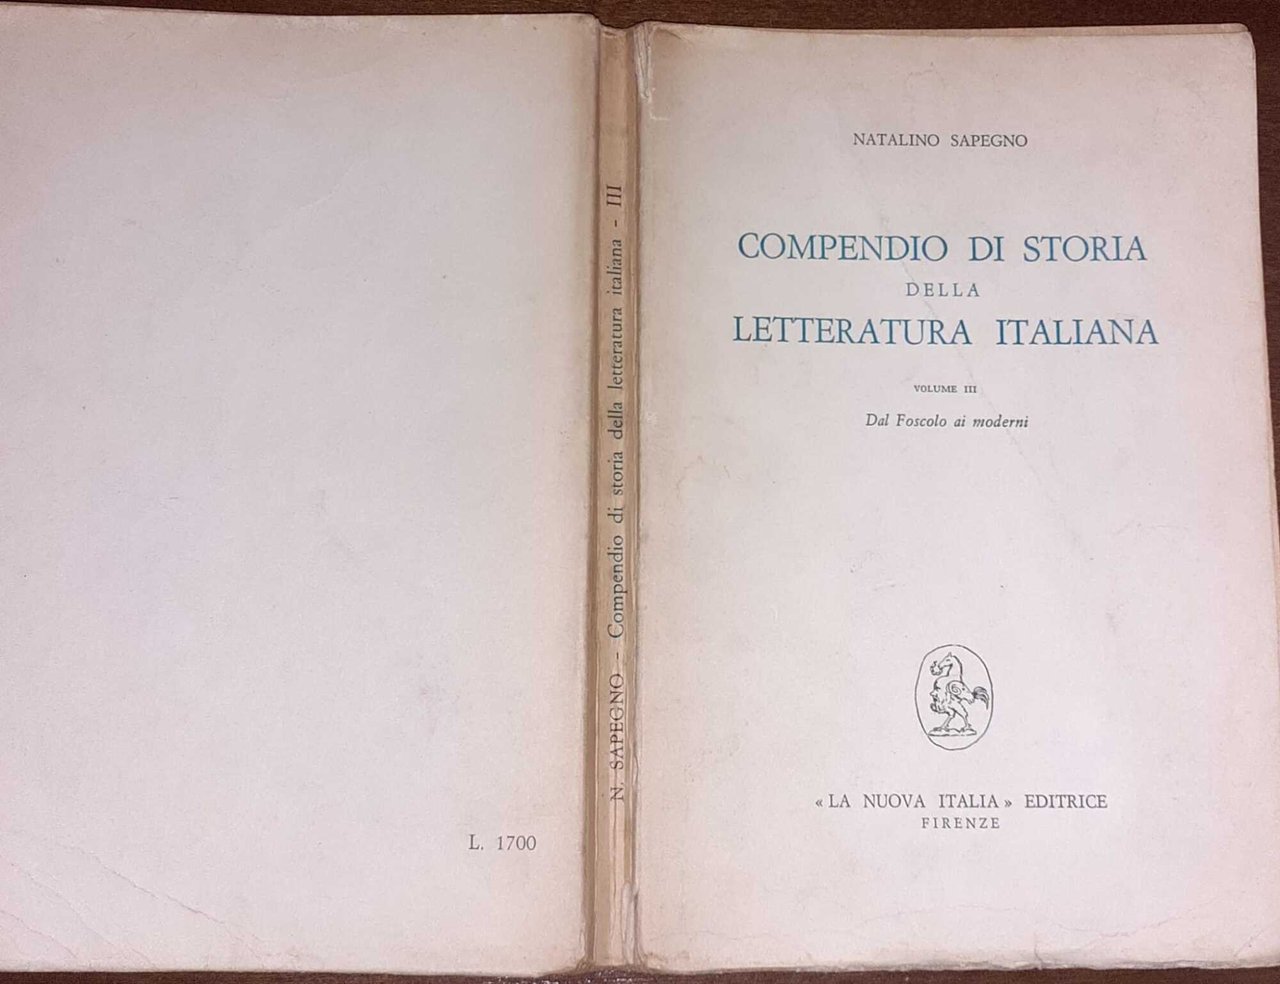 NATALINO SAPEGNO
COMPENDIO DI STORIA
DELLA
LETTERATURA ITALIANA
VOLUME III
Dal Foscolo ai moderni
« LA NUOVA ITALIA » EDITRICE
FIRENZE
N. SAPEGNO - Compendio di storia della letteratura italiana - III
L. 1700